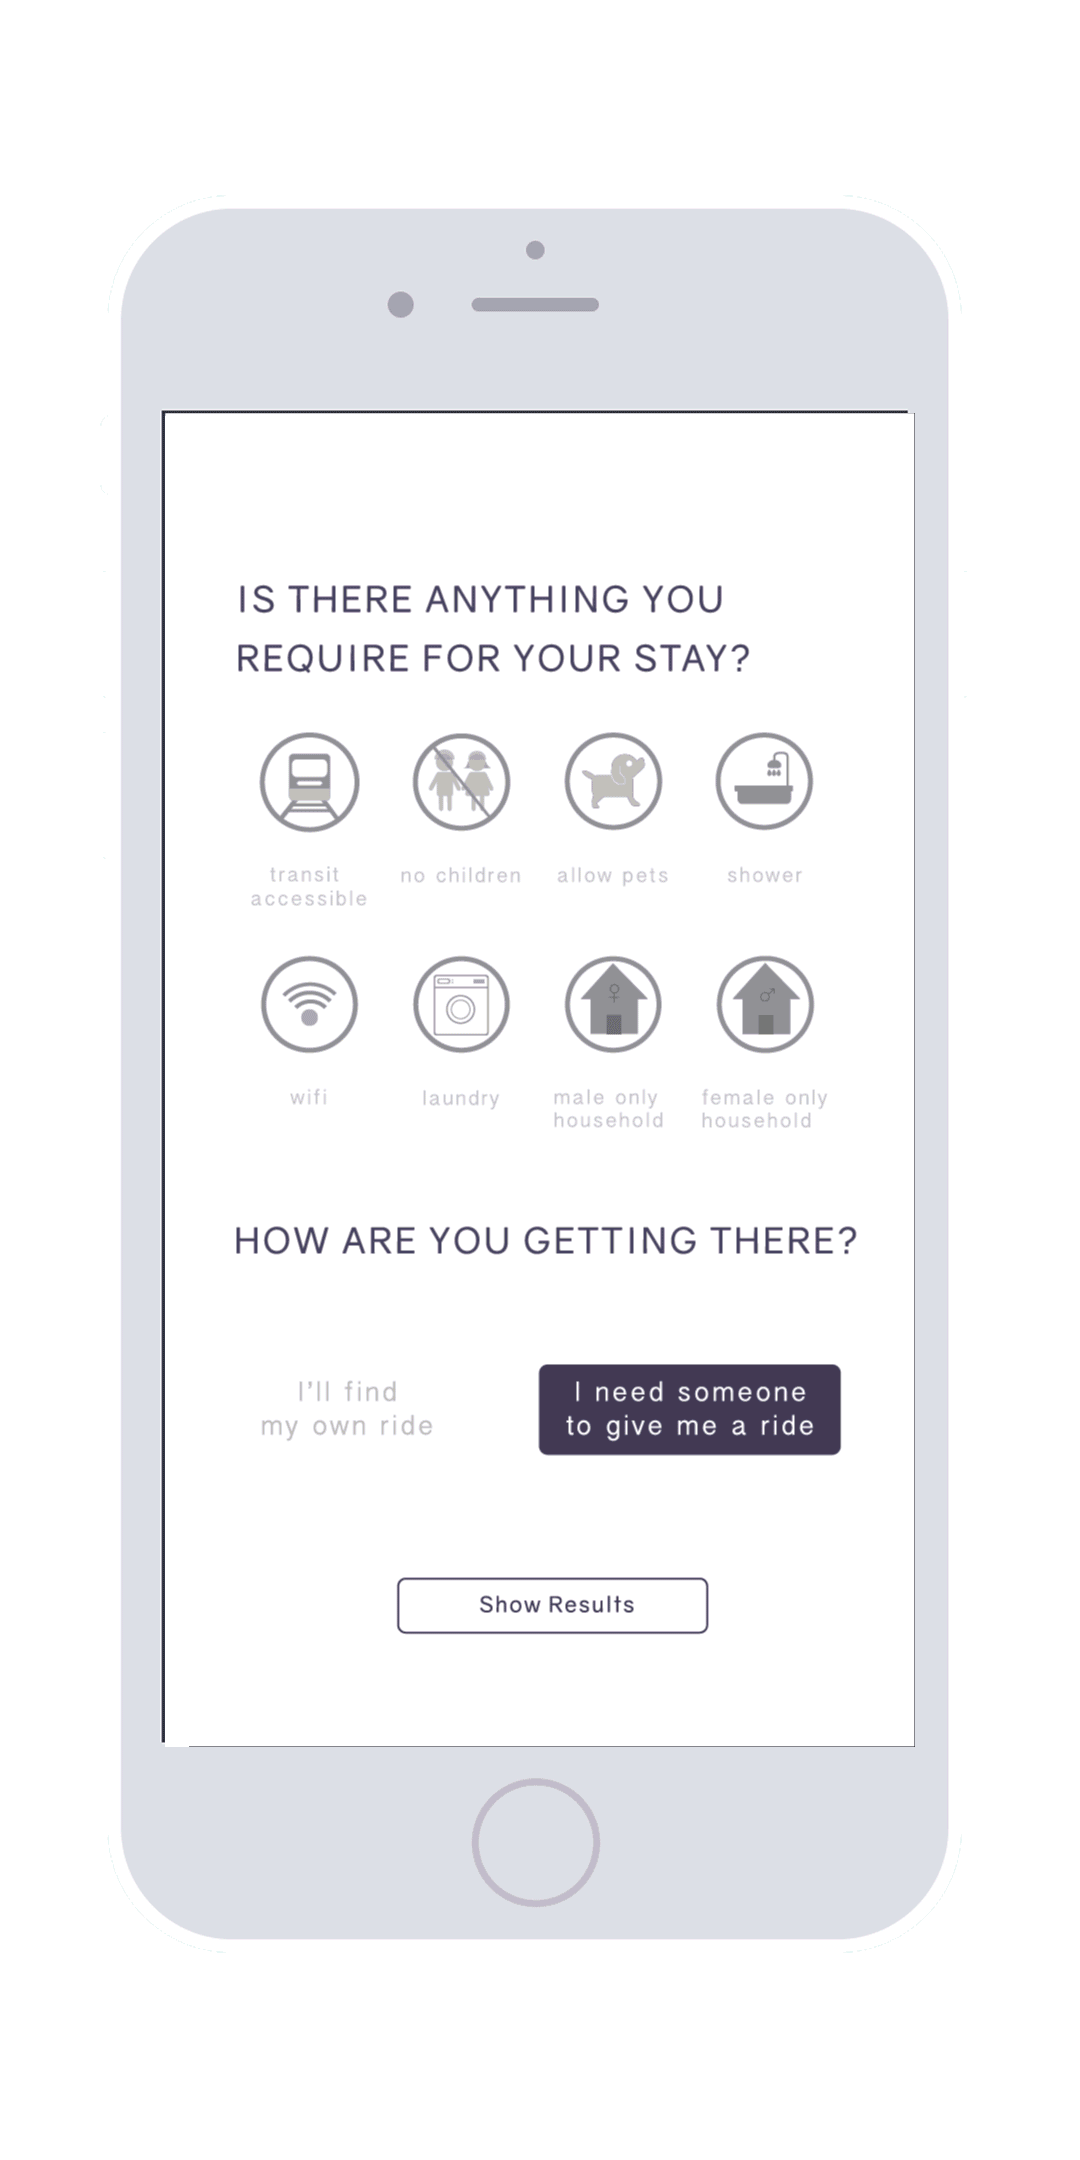 IS THERE ANYTHING YOU
REQUIRE FOR YOUR STAY?
transit
accessible
no children
allow pets
shower
wifi
laundry
male only
household
female only
household
HOW ARE YOU GETTING THERE?
I'll find
my own ride
I need someone
to give me a ride
Show Results